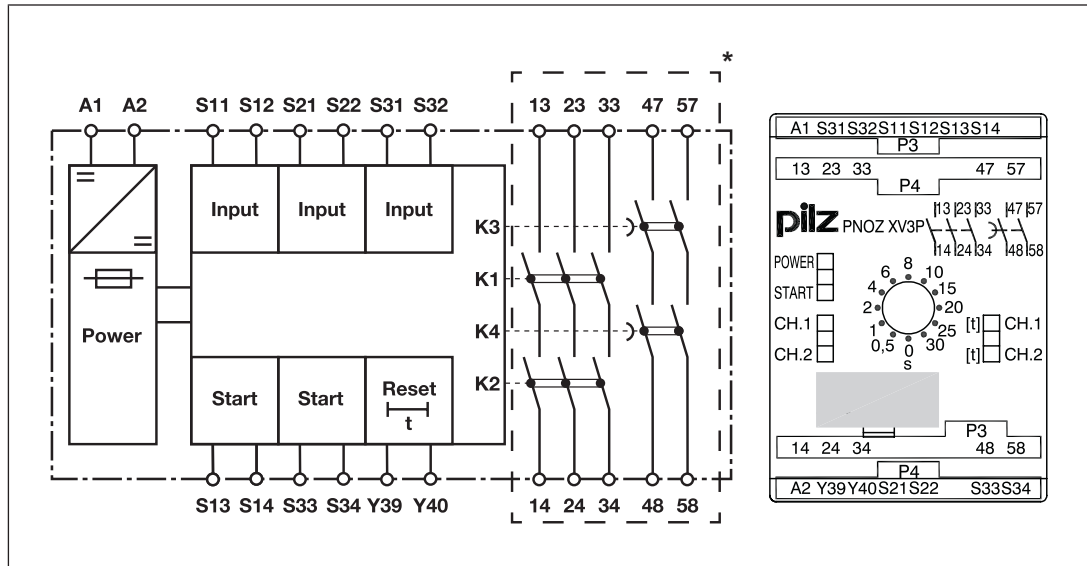 *
A1 A2 S11 S12 S21 S22 S31 S32 13 23 33 47 57
Input Input Input
K3
K1
K4
K2
Power
Start Start Reset
t
S13 S14 S33 S34 Y39 Y40 14 24 34 48 58
A1 S31 S32 S11 S12 S13 S14
P3
13 23 33 47 57
P4
pilz PNOZ XV3P
13 23 33 47 57
14 24 34 48 58
POWER
START
CH.1
CH.2
0 0,5 1 2 4 6 8 10 15 20 25 30
s
[t] CH.1
[t] CH.2
P3
14 24 34 48 58
P4
A2 Y39 Y40 S21 S22 S33 S34